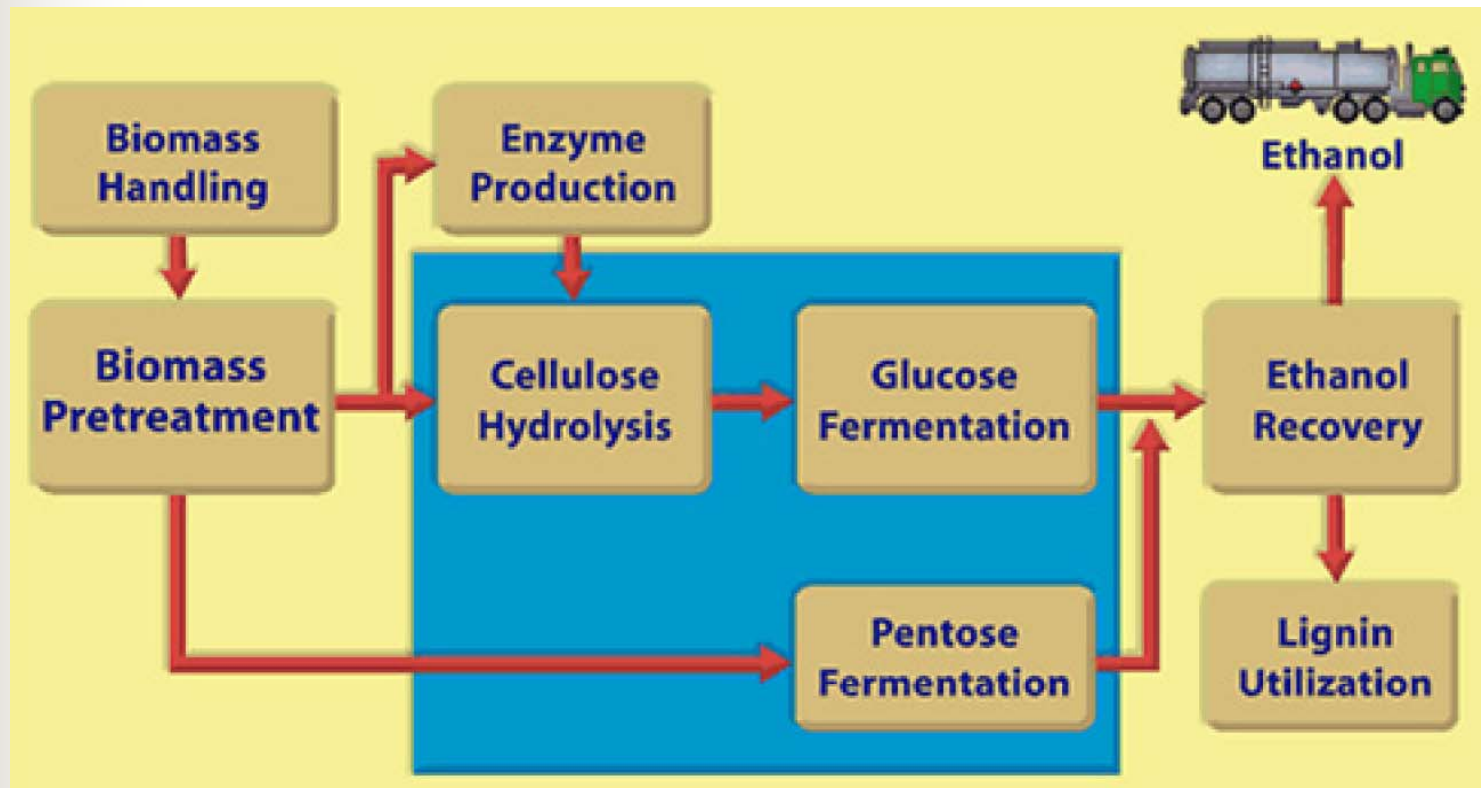 Biomass
Handling
Enzyme
Production
Ethanol
Biomass
Pretreatment
Cellulose
Hydrolysis
Glucose
Fermentation
Ethanol
Recovery
Pentose
Fermentation
Lignin
Utilization